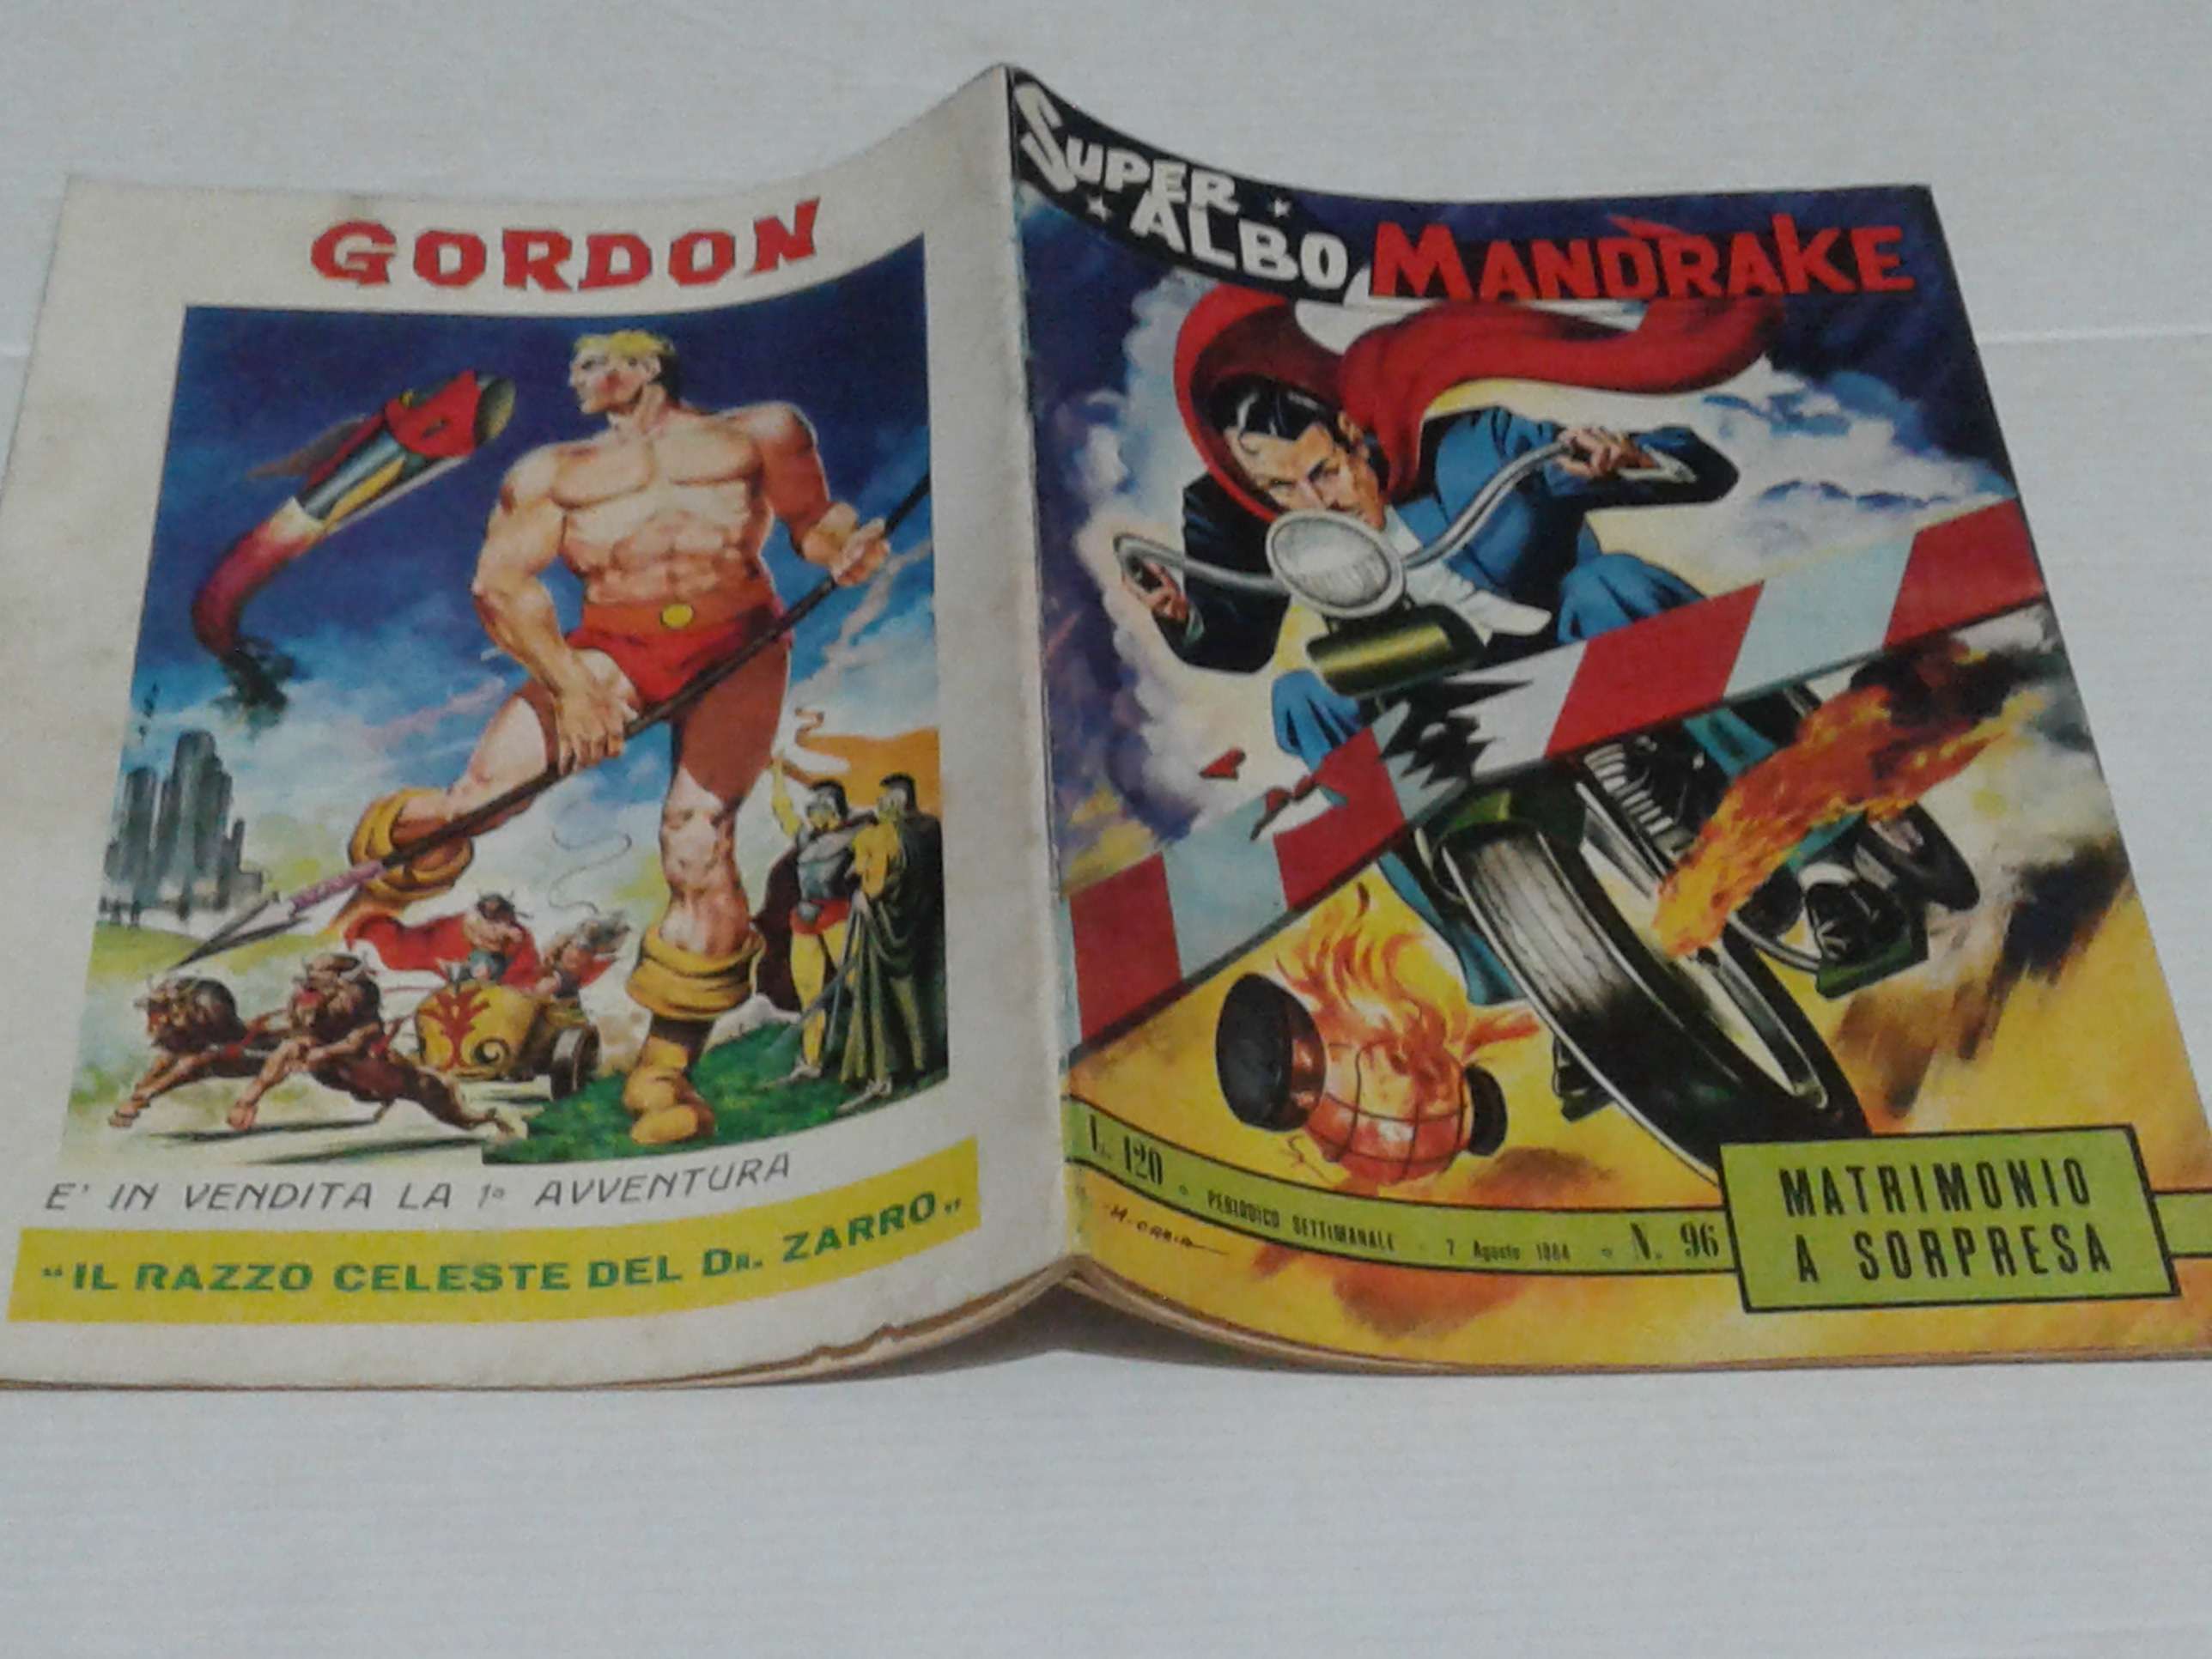 GORDON
E' IN VENDITA LA 1ª AVVENTURA
"IL RAZZO CELESTE DEL DR. ZARRO"
SUPER
ALBO MANDRAKE
L. 120 PERIODICO SETTIMANALE - 7 Agosto 1964 N. 96
MATRIMONIO
A SORPRESA